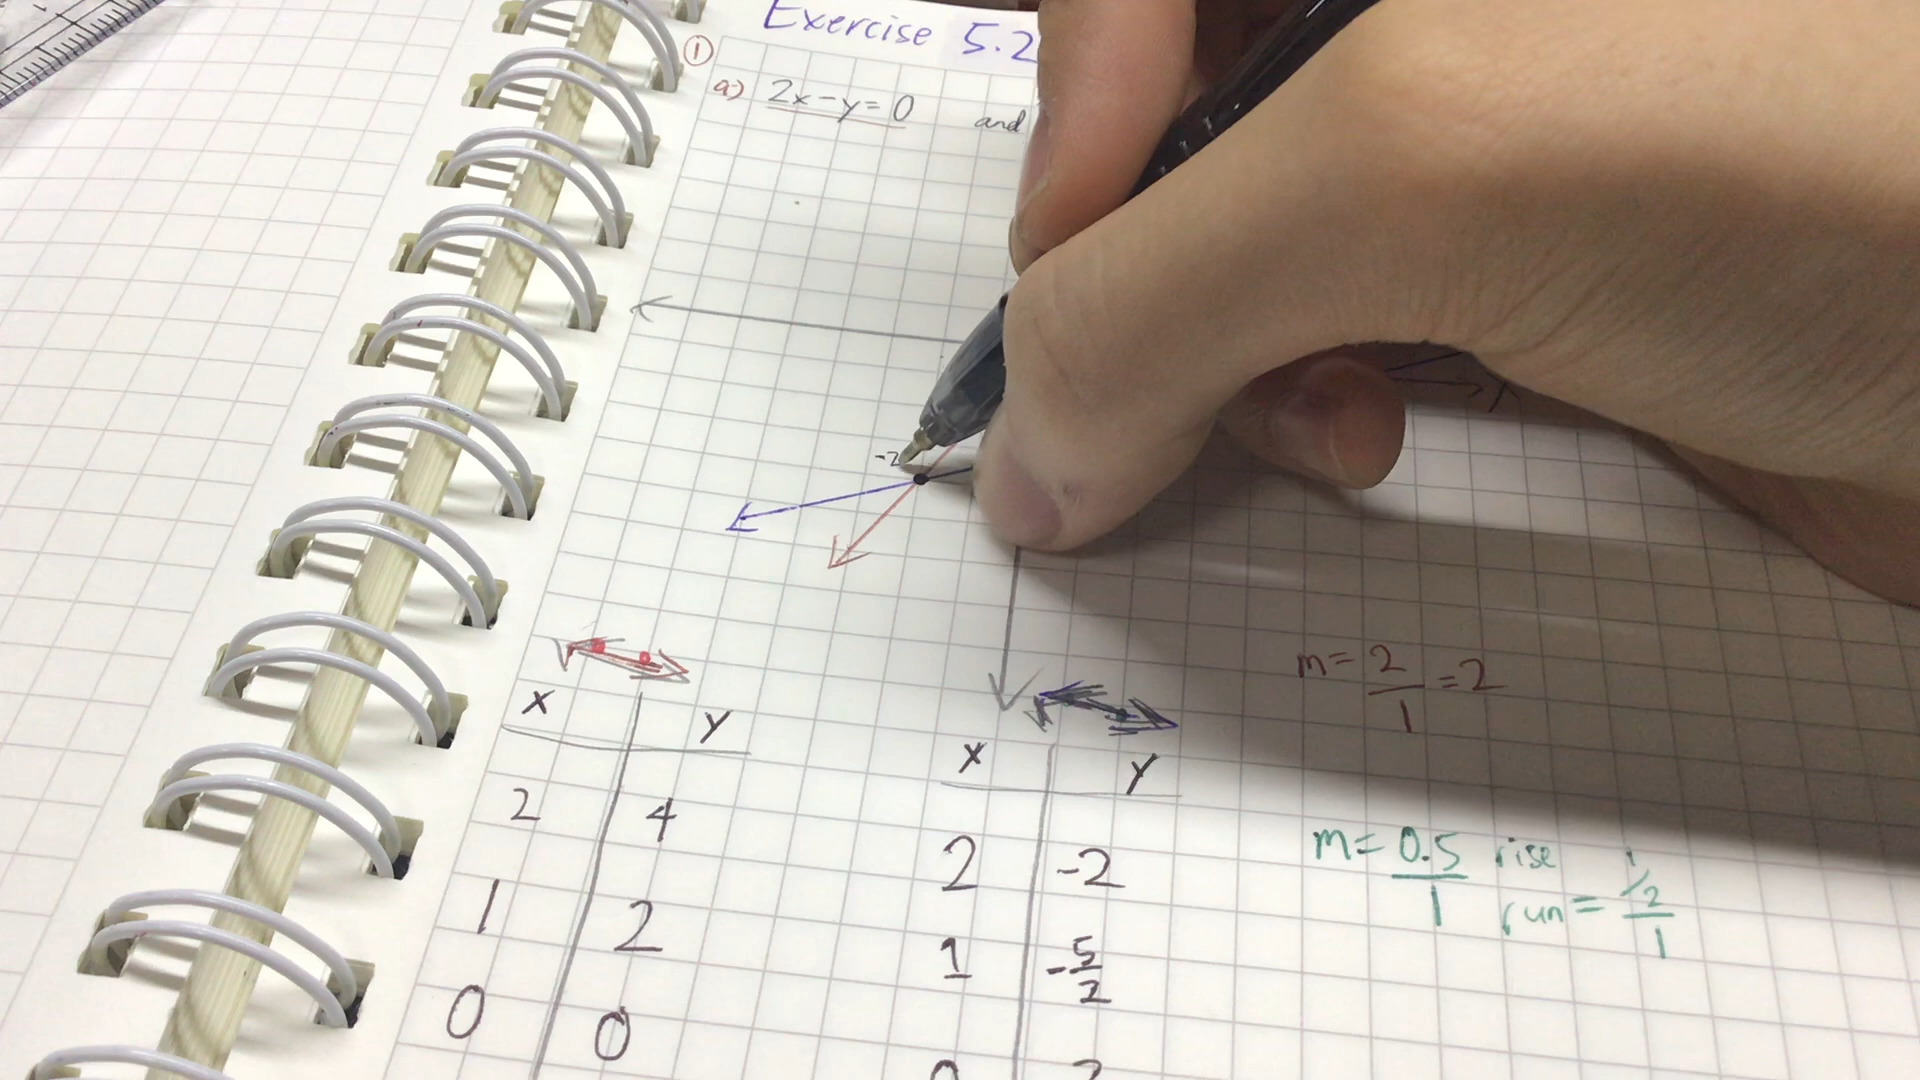 Exercise 5.2
①
a) 2x-y=0 and
-2
m= 2/1 =2
x y
2 4
1 2
0 0
x y
2 -2
1 -5/2
m= 0.5/1 rise run = 1/2/1